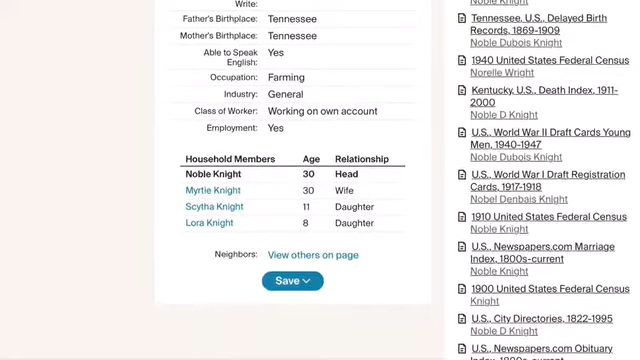 Write:
Father's Birthplace: Tennessee
Mother's Birthplace: Tennessee
Able to Speak English: Yes
Occupation: Farming
Industry: General
Class of Worker: Working on own account
Employment: Yes
Household Members Age Relationship
Noble Knight 30 Head
Myrtie Knight 30 Wife
Scytha Knight 11 Daughter
Lora Knight 8 Daughter
Neighbors: View others on page
Save
Noble Knight
Tennessee, U.S., Delayed Birth
Records, 1869-1909
Noble Dubois Knight
1940 United States Federal Census
Norelle Wright
Kentucky, U.S., Death Index, 1911-
2000
Noble D Knight
U.S., World War II Draft Cards Young
Men, 1940-1947
Noble Dubois Knight
U.S., World War I Draft Registration
Cards, 1917-1918
Nobel Denbais Knight
1910 United States Federal Census
Noble Knight
U.S., Newspapers.com Marriage
Index, 1800s-current
Noble Knight
1900 United States Federal Census
Knight
U.S., City Directories, 1822-1995
Noble D Knight
U.S., Newspapers.com Obituary
Index, 1800s-current